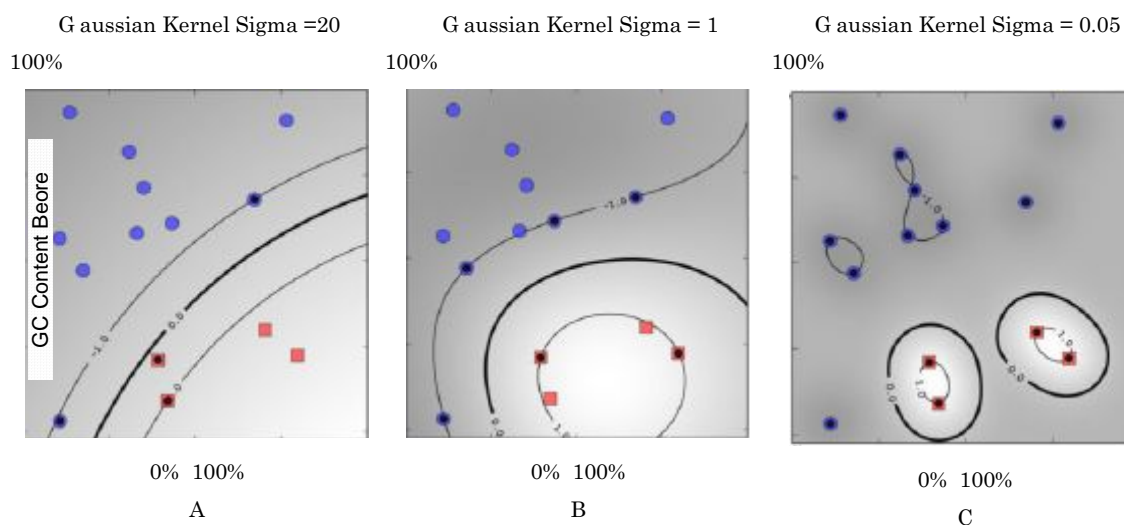 G aussian Kernel Sigma =20
G aussian Kernel Sigma = 1
G aussian Kernel Sigma = 0.05
100%
100%
100%
GC Content Beore
-1.0
0.0
0
-1.0
0.0
1.0
-1.0
0.0
1.0
1.0
0.0
0% 100%
0% 100%
0% 100%
A
B
C